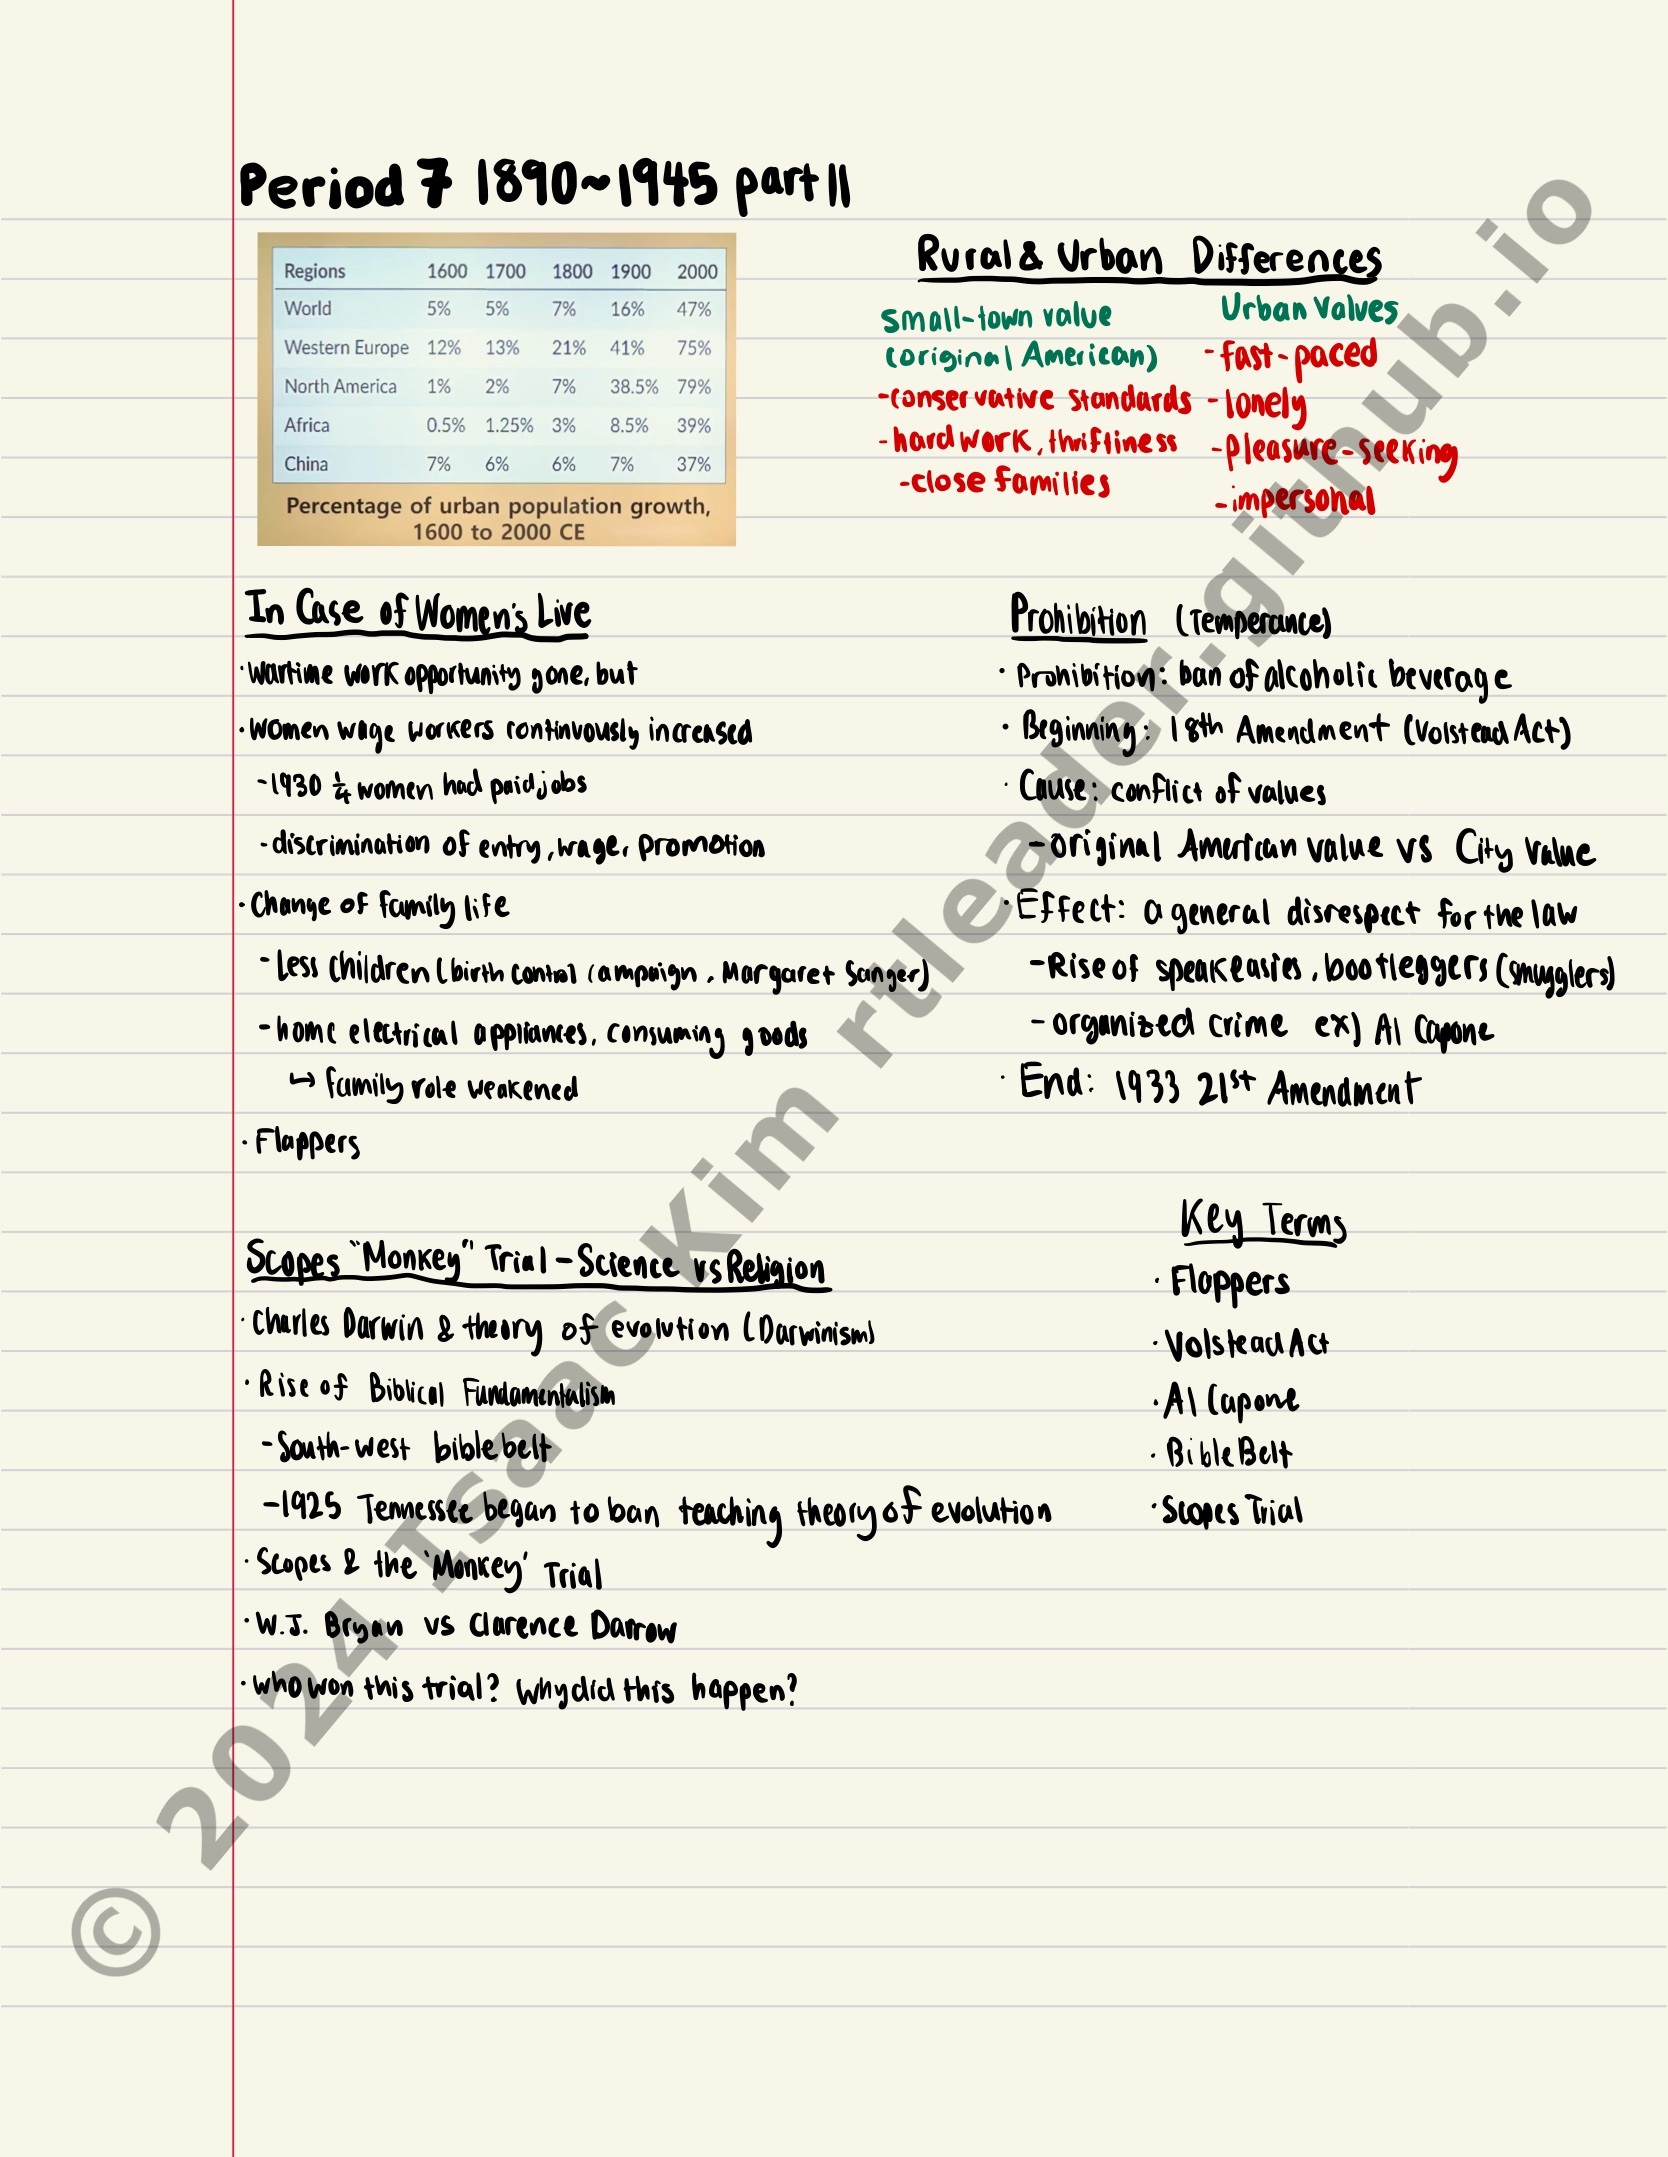 Period 7 1890~1945 part II
Regions 1600 1700 1800 1900 2000
World 5% 5% 7% 16% 47%
Western Europe 12% 13% 21% 41% 75%
North America 1% 2% 7% 38.5% 79%
Africa 0.5% 1.25% 3% 8.5% 39%
China 7% 6% 6% 7% 37%
Percentage of urban population growth,
1600 to 2000 CE
Rural & Urban Differences
Small-town value
(original American)
-conservative standards
-hard work, thriftiness
-close families
Urban Values
-fast-paced
-lonely
-Pleasure-seeking
-impersonal
In Case of Women's Live
·Wartime work opportunity gone, but
·Women wage workers continuously increased
-1930 1/4 women had paid jobs
-discrimination of entry, wage, promotion
·Change of family life
-Less children (birth control campaign, Margaret Sanger)
-home electrical appliances, consuming goods
↳ family role weakened
·Flappers
Prohibition (Temperance)
·Prohibition: ban of alcoholic beverage
·Beginning: 18th Amendment (Volstead Act)
·Cause: conflict of values
-original American value vs City Value
·Effect: a general disrespect for the law
-Rise of speakeasies, bootleggers (smugglers)
-organized crime ex) Al Capone
·End: 1933 21st Amendment
Scopes "Monkey" Trial - Science vs Religion
·Charles Darwin & theory of evolution (Darwinism)
·Rise of Biblical Fundamentalism
-South-west bible belt
-1925 Tennessee began to ban teaching theory of evolution
·Scopes & the 'Monkey' Trial
·W.J. Bryan vs Clarence Darrow
·Who won this trial? Why did this happen?
Key Terms
·Flappers
·Volstead Act
·Al Capone
·Bible Belt
·Scopes Trial
© 2024 Isaac Kim rtleader.github.io